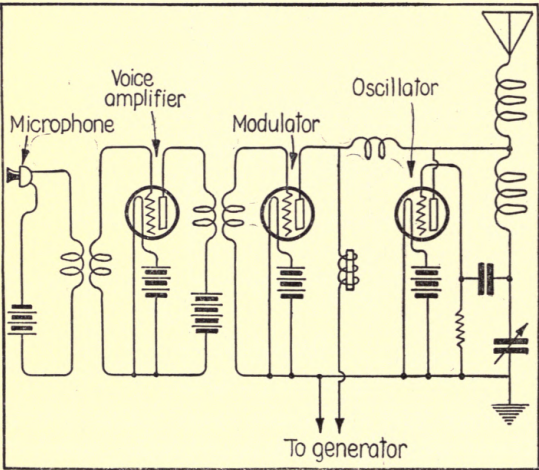 Voice
amplifier
Oscillator
Microphone
Modulator
To generator